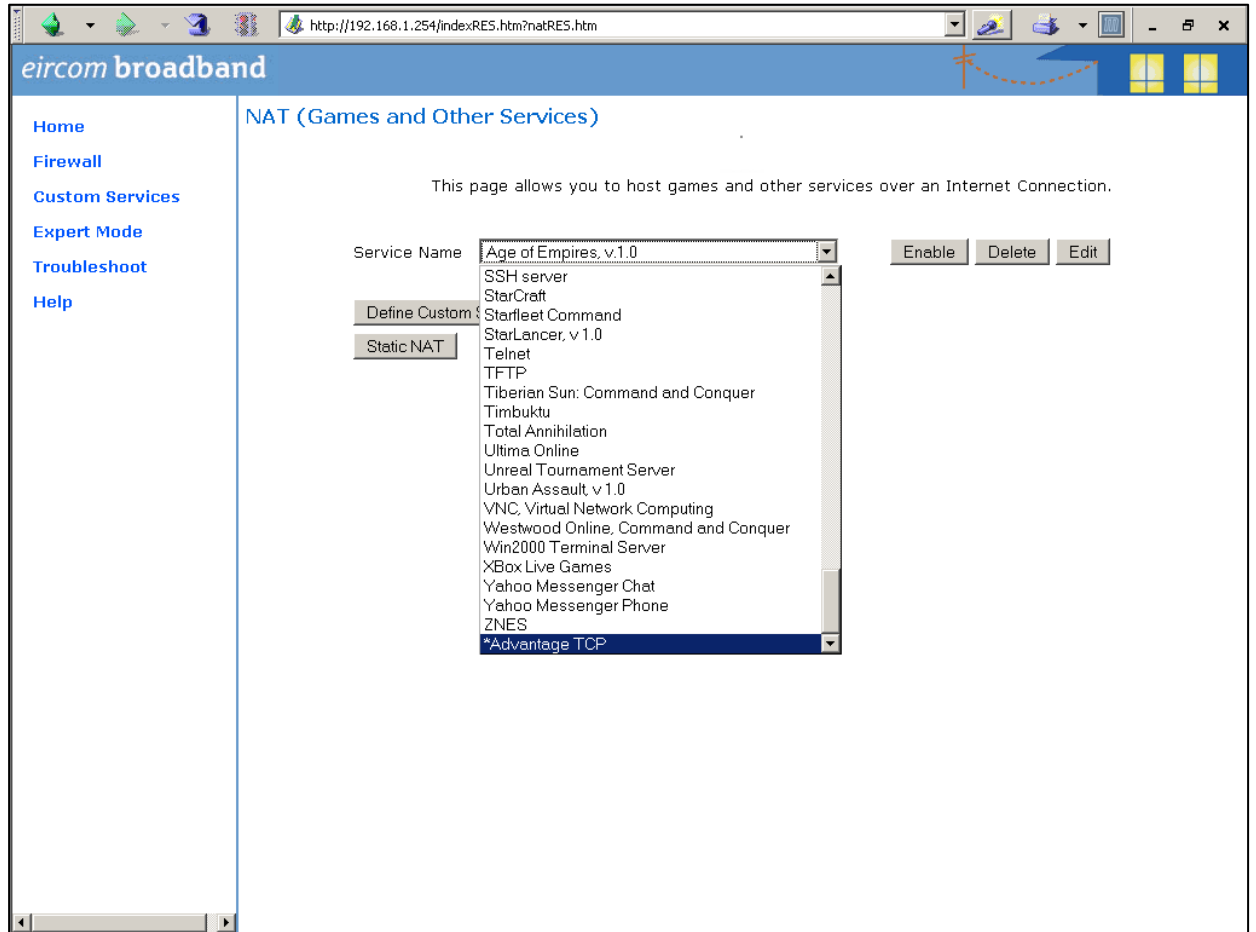 http://192.168.1.254/indexRES.htm?natRES.htm
eircom broadband
Home
Firewall
Custom Services
Expert Mode
Troubleshoot
Help
NAT (Games and Other Services)
This page allows you to host games and other services over an Internet Connection.
Service Name Age of Empires, v.1.0 Enable Delete Edit
Define Custom
Static NAT
SSH server
StarCraft
Starfleet Command
StarLancer, v 1.0
Telnet
TFTP
Tiberian Sun: Command and Conquer
Timbuktu
Total Annihilation
Ultima Online
Unreal Tournament Server
Urban Assault, v 1.0
VNC, Virtual Network Computing
Westwood Online, Command and Conquer
Win2000 Terminal Server
XBox Live Games
Yahoo Messenger Chat
Yahoo Messenger Phone
ZNES
*Advantage TCP